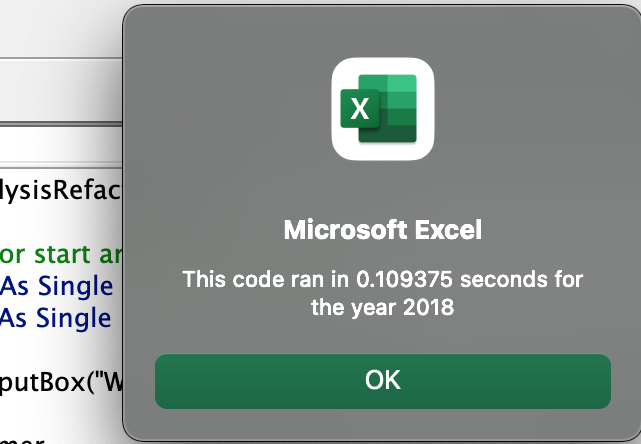 lysisRefac
or start an
As Single
As Single
putBox("W
X
Microsoft Excel
This code ran in 0.109375 seconds for
the year 2018
OK